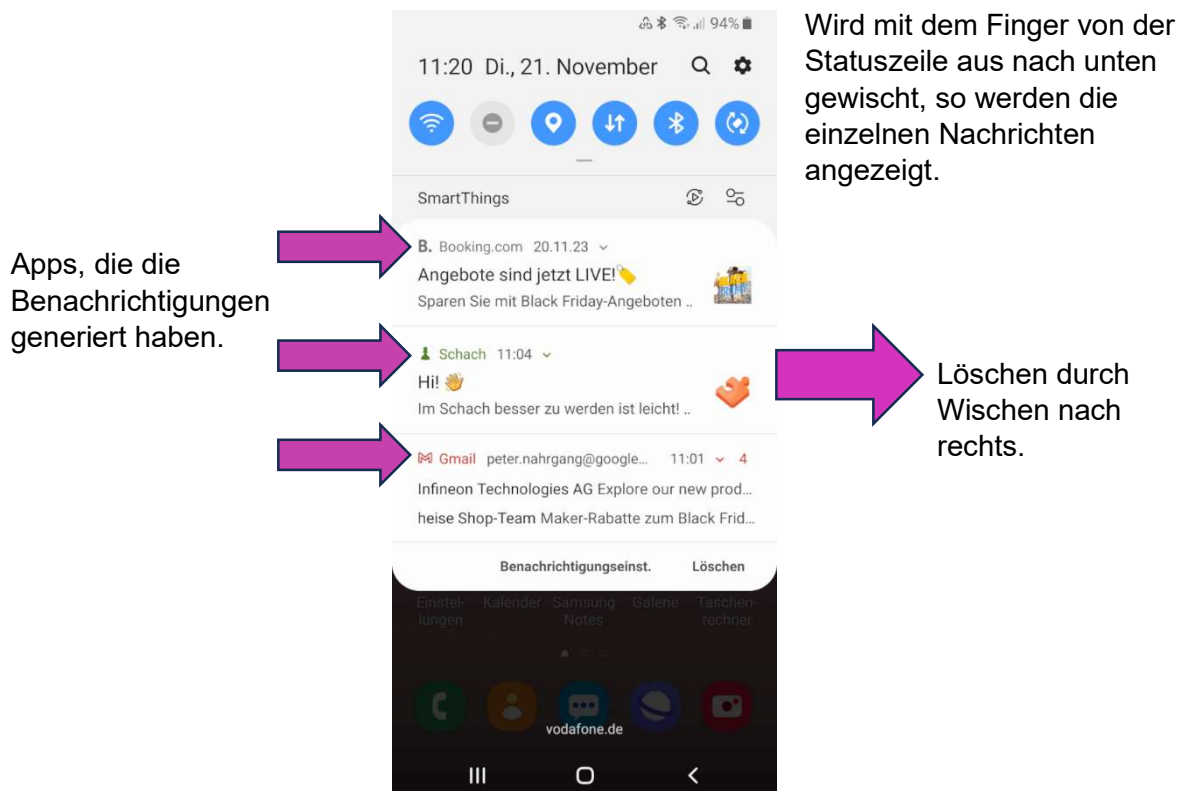 94%
11:20 Di., 21. November
SmartThings
B. Booking.com 20.11.23
Angebote sind jetzt LIVE!
Sparen Sie mit Black Friday-Angeboten ..
Schach 11:04
Hi! 👋
Im Schach besser zu werden ist leicht! ..
Gmail peter.nahrgang@google... 11:01 4
Infineon Technologies AG Explore our new prod...
heise Shop-Team Maker-Rabatte zum Black Frid...
Benachrichtigungseinst. Löschen
Einstel- Kalender Samsung Galerie Taschen-
lungen Notes rechner
vodafone.de
Wird mit dem Finger von der
Statuszeile aus nach unten
gewischt, so werden die
einzelnen Nachrichten
angezeigt.
Apps, die die
Benachrichtigungen
generiert haben.
Löschen durch
Wischen nach
rechts.